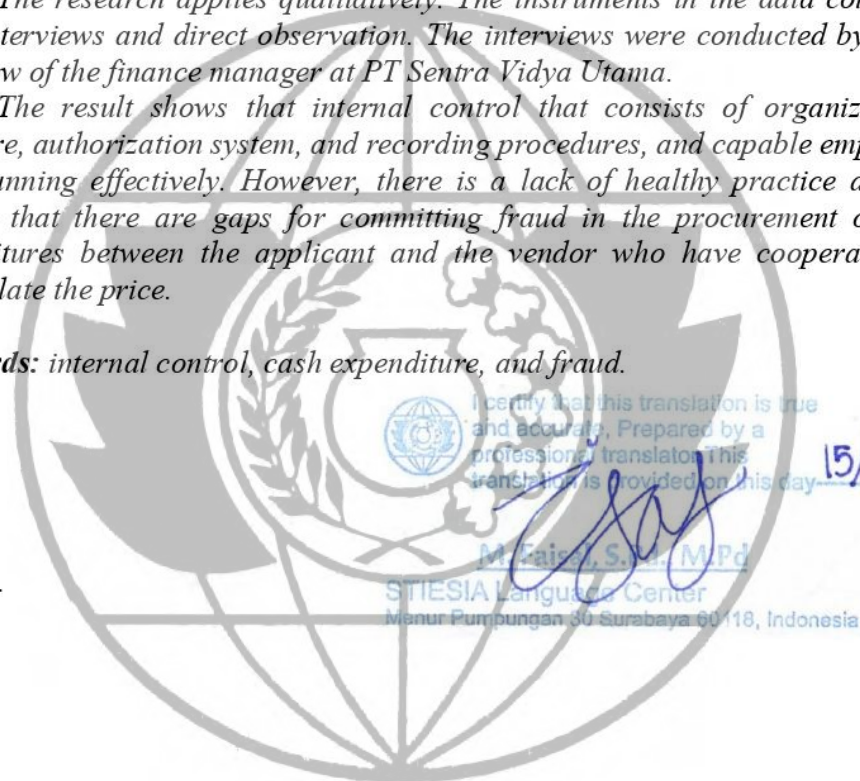 The research applies qualitatively. The instruments in the data
terviews and direct observation. The interviews were conducted by
w of the finance manager at PT Sentra Vidya Utama.
The result shows that internal control that consists of
re, authorization system, and recording procedures, and capable
unning effectively. However, there is a lack of healthy practice
that there are gaps for committing fraud in the procurement
itures between the applicant and the vendor who have
late the price.
rds: internal control, cash expenditure, and fraud.
I certify that this translation is true
and accurate, Prepared by a
professional translator This
translation is provided on this day 15/
M. Faisal, S.Pd., M.Pd
STIESIA Language Center
Menur Pumpungan 30 Surabaya 60118, Indonesia